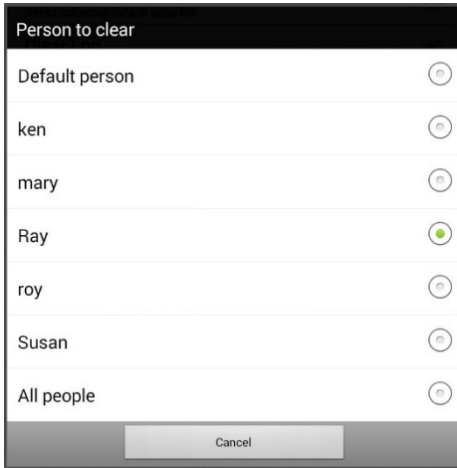 Person to clear
Default person
ken
mary
Ray
roy
Susan
All people
Cancel